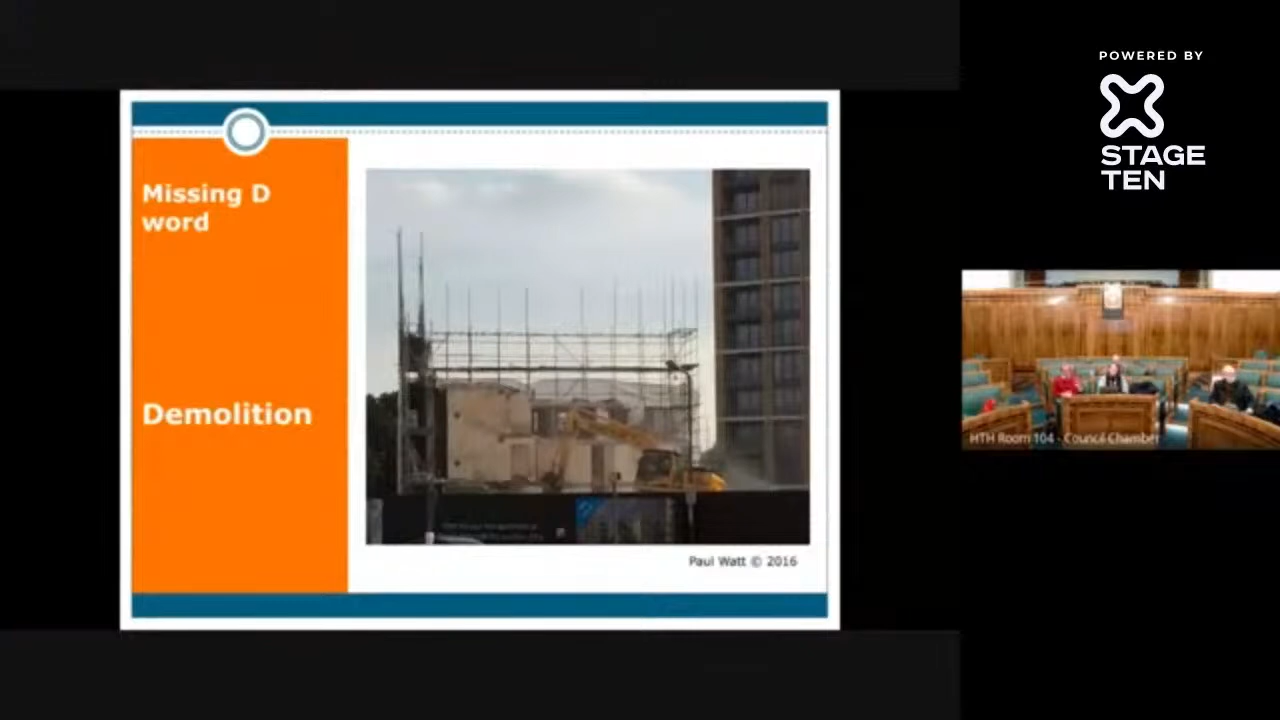 POWERED BY
STAGE
TEN
Missing D
word
Demolition
Paul Watt © 2016
HTH Room 104 - Council Chamber